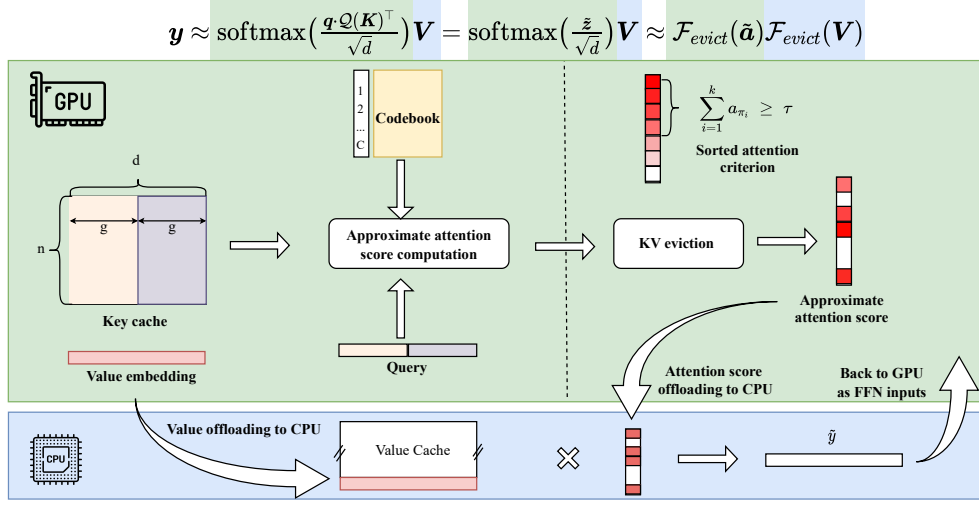 y ≈ softmax(q·Q(K)^⊤/√d)V = softmax(z̃/√d)V ≈ F_evict(ã)F_evict(V)
GPU
1
2
...
C
Codebook
∑_{i=1}^{k} a_{π_i} ≥ τ
Sorted attention
criterion
d
g
g
n
Key cache
Approximate attention
score computation
KV eviction
Approximate
attention score
Value embedding
Query
Attention score
offloading to CPU
Back to GPU
as FFN inputs
CPU
Value offloading to CPU
Value Cache
ỹ